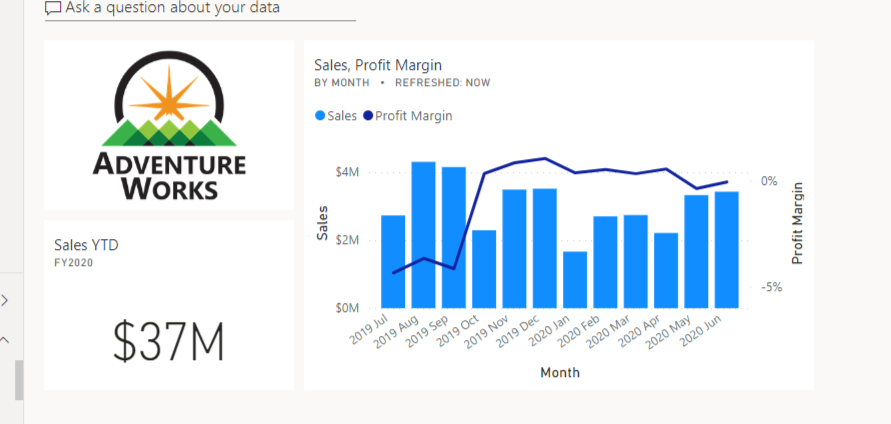 Ask a question about your data
ADVENTURE
WORKS
Sales YTD
FY2020
$37M
Sales, Profit Margin
BY MONTH • REFRESHED: NOW
Sales Profit Margin
Sales
$4M
$2M
$0M
0%
-5%
Profit Margin
2019 Jul
2019 Aug
2019 Sep
2019 Oct
2019 Nov
2019 Dec
2020 Jan
2020 Feb
2020 Mar
2020 Apr
2020 May
2020 Jun
Month